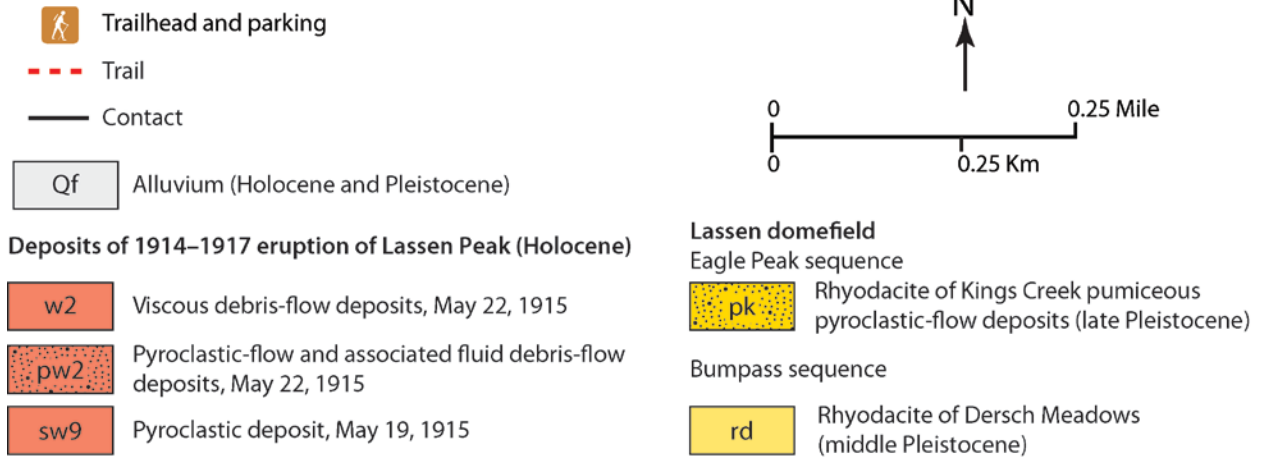 Trailhead and parking
Trail
Contact
Qf
Alluvium (Holocene and Pleistocene)
Deposits of 1914–1917 eruption of Lassen Peak (Holocene)
w2
Viscous debris-flow deposits, May 22, 1915
pw2
Pyroclastic-flow and associated fluid debris-flow
deposits, May 22, 1915
sw9
Pyroclastic deposit, May 19, 1915
N
0
0.25 Mile
0
0.25 Km
Lassen domefield
Eagle Peak sequence
pk
Rhyodacite of Kings Creek pumiceous
pyroclastic-flow deposits (late Pleistocene)
Bumpass sequence
rd
Rhyodacite of Dersch Meadows
(middle Pleistocene)